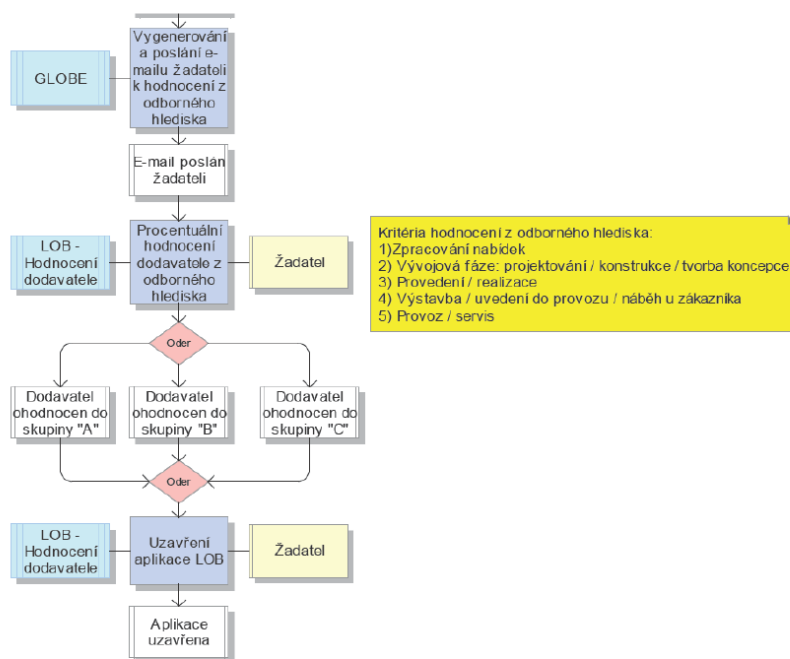 Vygenerování
a poslání e-
mailu žadateli
k hodnocení z
odborného
hlediska
GLOBE
E-mail poslán
žadateli
LOB -
Hodnocení
dodavatele
Procentuální
hodnocení
dodavatele z
odborného
hlediska
Žadatel
Kritéria hodnocení z odborného hlediska:
1)Zpracování nabídek
2) Vývojová fáze: projektování / konstrukce / tvorba koncepce
3) Provedení / realizace
4) Výstavba / uvedení do provozu / náběh u zákazníka
5) Provoz / servis
Oder
Dodavatel
ohodnocen do
skupiny "A"
Dodavatel
ohodnocen do
skupiny "B"
Dodavatel
ohodnocen do
skupiny "C"
Oder
LOB -
Hodnocení
dodavatele
Uzavření
aplikace LOB
Žadatel
Aplikace
uzavřena